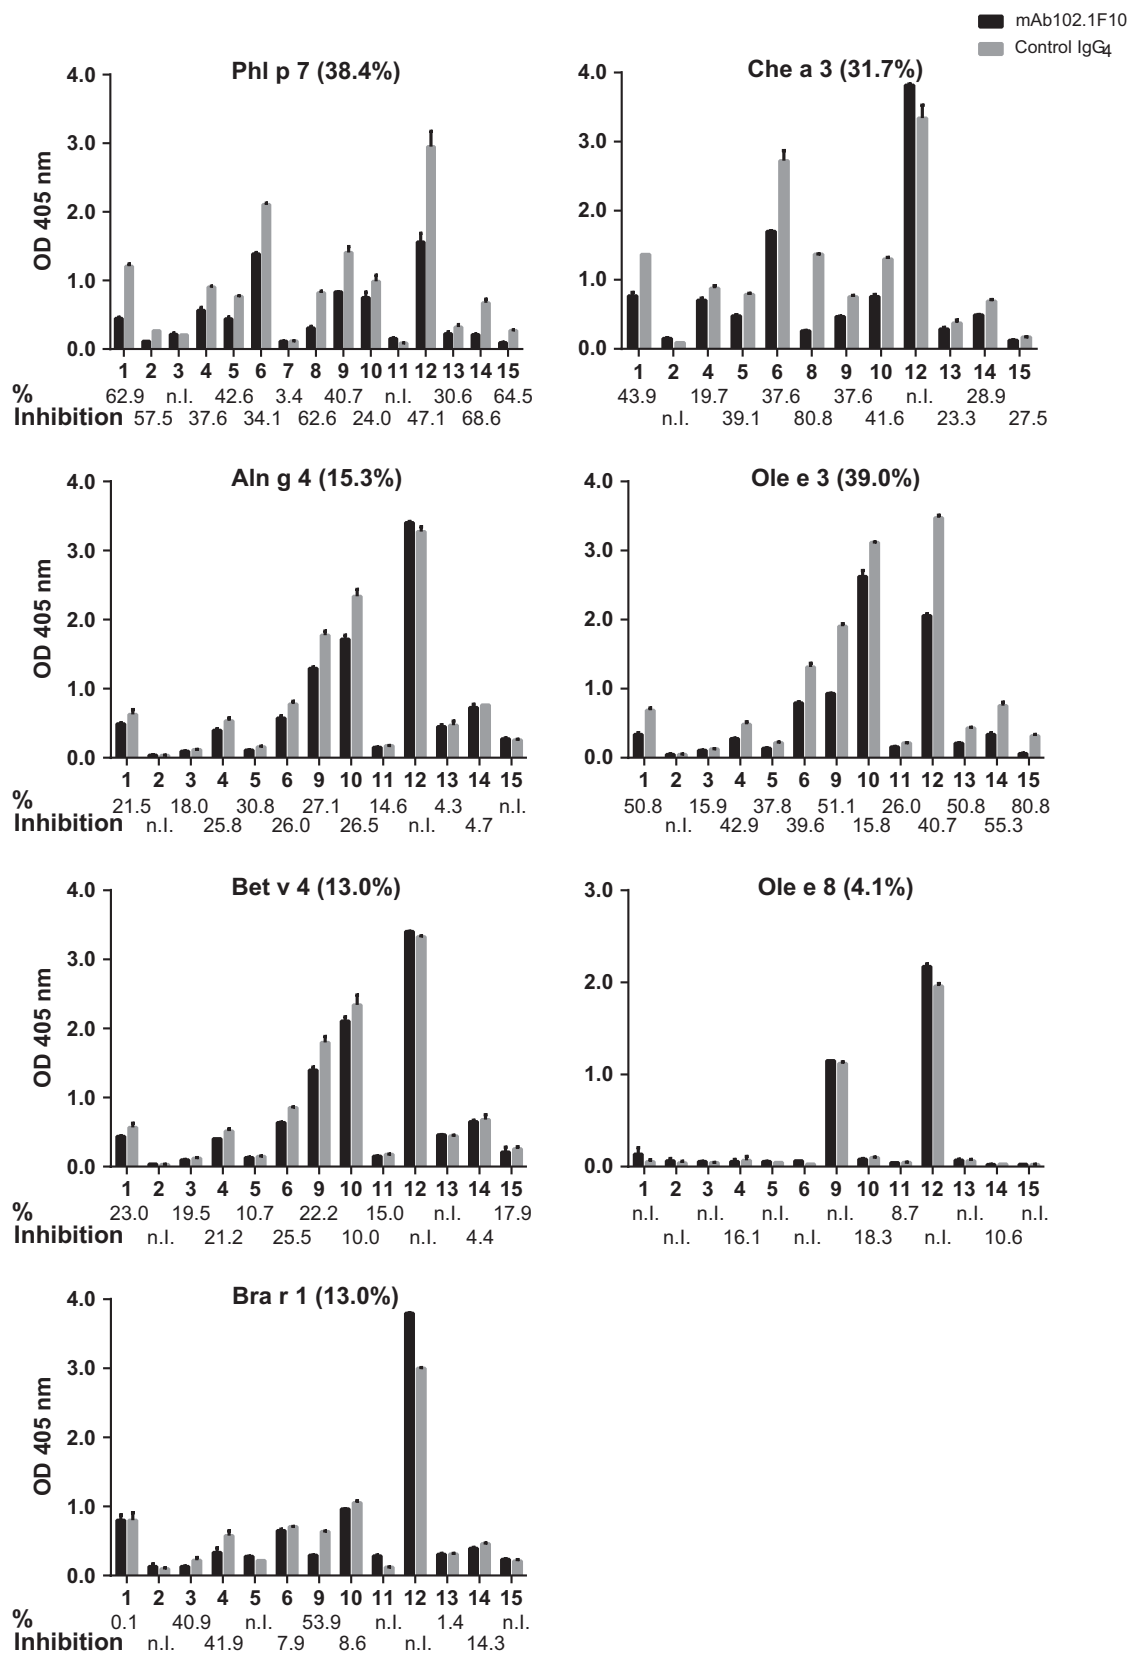 mAb102.1F10
Control IgG4
Phl p 7 (38.4%)
OD 405 nm
4.0
3.0
2.0
1.0
0.0
1 2 3 4 5 6 7 8 9 10 11 12 13 14 15
% 62.9 n.I. 42.6 3.4 40.7 n.I. 30.6 64.5
Inhibition 57.5 37.6 34.1 62.6 24.0 47.1 68.6
Che a 3 (31.7%)
4.0
3.0
2.0
1.0
0.0
1 2 4 5 6 8 9 10 12 13 14 15
43.9 19.7 37.6 37.6 n.I. 28.9
n.I. 39.1 80.8 41.6 23.3 27.5
Aln g 4 (15.3%)
OD 405 nm
4.0
3.0
2.0
1.0
0.0
1 2 3 4 5 6 9 10 11 12 13 14 15
% 21.5 18.0 30.8 27.1 14.6 4.3 n.I.
Inhibition n.I. 25.8 26.0 26.5 n.I. 4.7
Ole e 3 (39.0%)
4.0
3.0
2.0
1.0
0.0
1 2 3 4 5 6 9 10 11 12 13 14 15
50.8 15.9 37.8 51.1 26.0 50.8 80.8
n.I. 42.9 39.6 15.8 40.7 55.3
Bet v 4 (13.0%)
OD 405 nm
4.0
3.0
2.0
1.0
0.0
1 2 3 4 5 6 9 10 11 12 13 14 15
% 23.0 19.5 10.7 22.2 15.0 n.I. 17.9
Inhibition n.I. 21.2 25.5 10.0 n.I. 4.4
Ole e 8 (4.1%)
3.0
2.0
1.0
0.0
1 2 3 4 5 6 9 10 11 12 13 14 15
n.I. n.I. n.I. n.I. 8.7 n.I. n.I.
n.I. 16.1 n.I. 18.3 n.I. 10.6
Bra r 1 (13.0%)
OD 405 nm
4.0
3.0
2.0
1.0
0.0
1 2 3 4 5 6 9 10 11 12 13 14 15
% 0.1 40.9 n.I. 53.9 n.I. 1.4 n.I.
Inhibition n.I. 41.9 7.9 8.6 n.I. 14.3